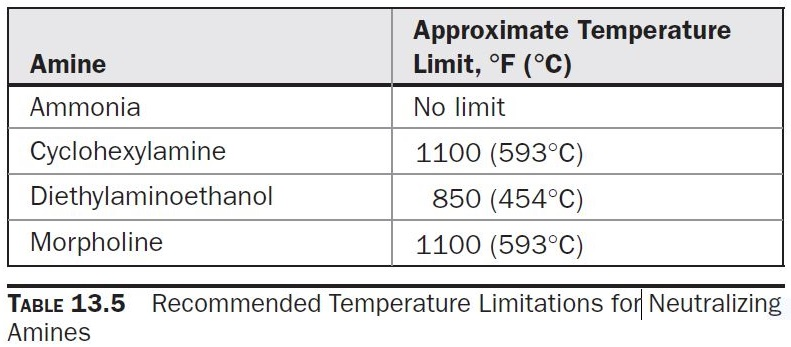 Amine
Approximate Temperature
Limit, °F (°C)
Ammonia
No limit
Cyclohexylamine
1100 (593°C)
Diethylaminoethanol
850 (454°C)
Morpholine
1100 (593°C)
TABLE 13.5 Recommended Temperature Limitations for Neutralizing
Amines